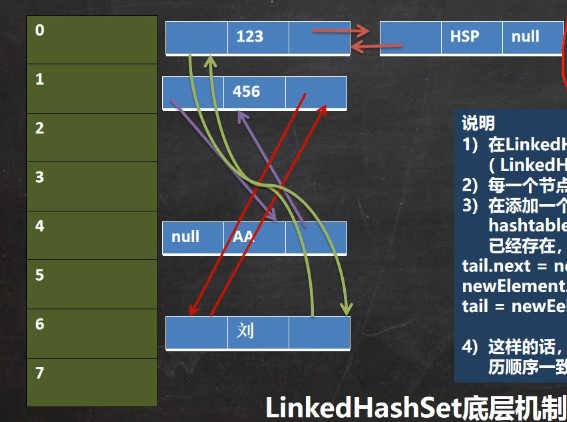 0
123
HSP
null
1
456
2
3
4
null
AA
5
6
刘
7
说明
1) 在LinkedH
( LinkedH
2) 每一个节点
3) 在添加一个
hashtable
已经存在,
tail.next = ne
newElement.
tail = newEel
4) 这样的话,
历顺序一致
LinkedHashSet底层机制